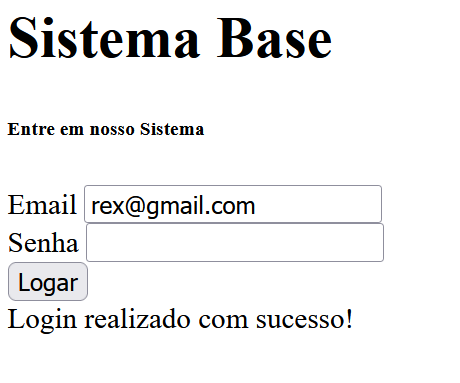 Sistema Base
Entre em nosso Sistema
Email rex@gmail.com
Senha
Logar
Login realizado com sucesso!